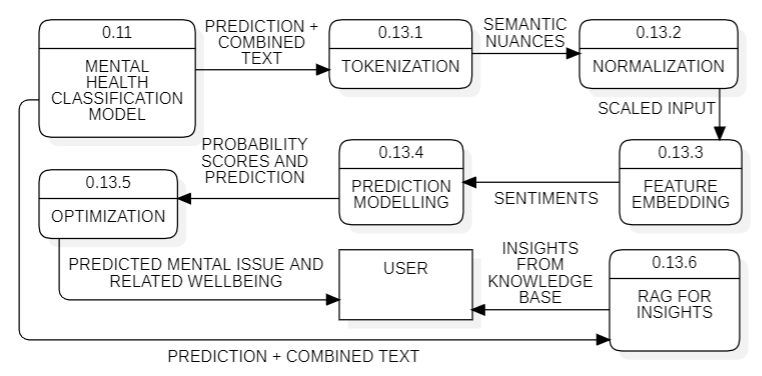 0.11
MENTAL
HEALTH
CLASSIFICATION
MODEL
PREDICTION +
COMBINED
TEXT
0.13.1
TOKENIZATION
SEMANTIC
NUANCES
0.13.2
NORMALIZATION
SCALED INPUT
0.13.3
FEATURE
EMBEDDING
SENTIMENTS
0.13.4
PREDICTION
MODELLING
PROBABILITY
SCORES AND
PREDICTION
0.13.5
OPTIMIZATION
PREDICTED MENTAL ISSUE AND
RELATED WELLBEING
USER
INSIGHTS
FROM
KNOWLEDGE
BASE
0.13.6
RAG FOR
INSIGHTS
PREDICTION + COMBINED TEXT